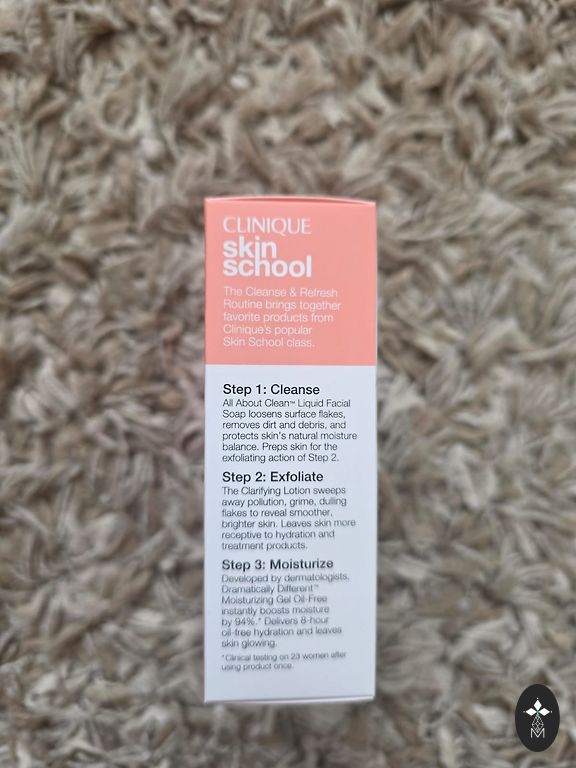 CLINIQUE
skin
school
The Cleanse & Refresh
Routine brings together
favorite products from
Clinique's popular
Skin School class.
Step 1: Cleanse
All About Clean™ Liquid Facial
Soap loosens surface flakes,
removes dirt and debris, and
protects skin's natural moisture
balance. Preps skin for the
exfoliating action of Step 2.
Step 2: Exfoliate
The Clarifying Lotion sweeps
away pollution, grime, dulling
flakes to reveal smoother,
brighter skin. Leaves skin more
receptive to hydration and
treatment products.
Step 3: Moisturize
Developed by dermatologists,
Dramatically Different™
Moisturizing Gel Oil-Free
instantly boosts moisture
by 94%.* Delivers 8-hour
oil-free hydration and leaves
skin glowing.
*Clinical testing on 23 women after
using product once.
M